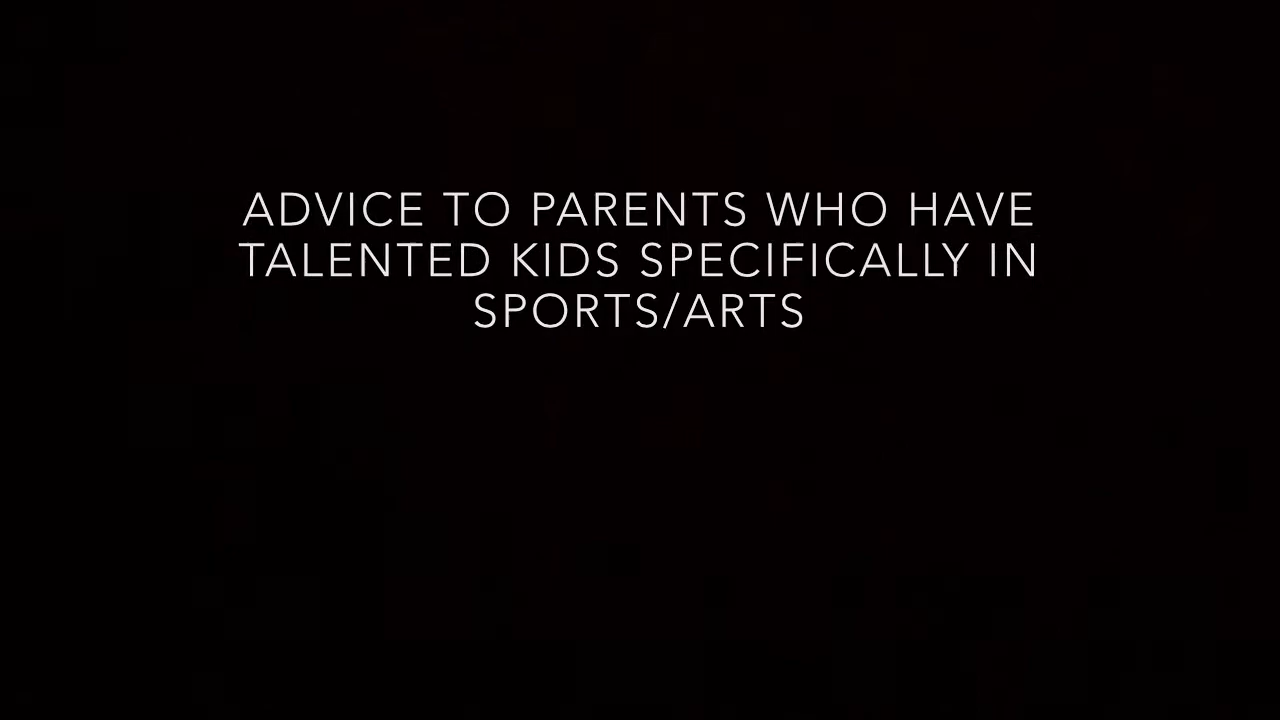 ADVICE TO PARENTS WHO HAVE
TALENTED KIDS SPECIFICALLY IN
SPORTS/ARTS